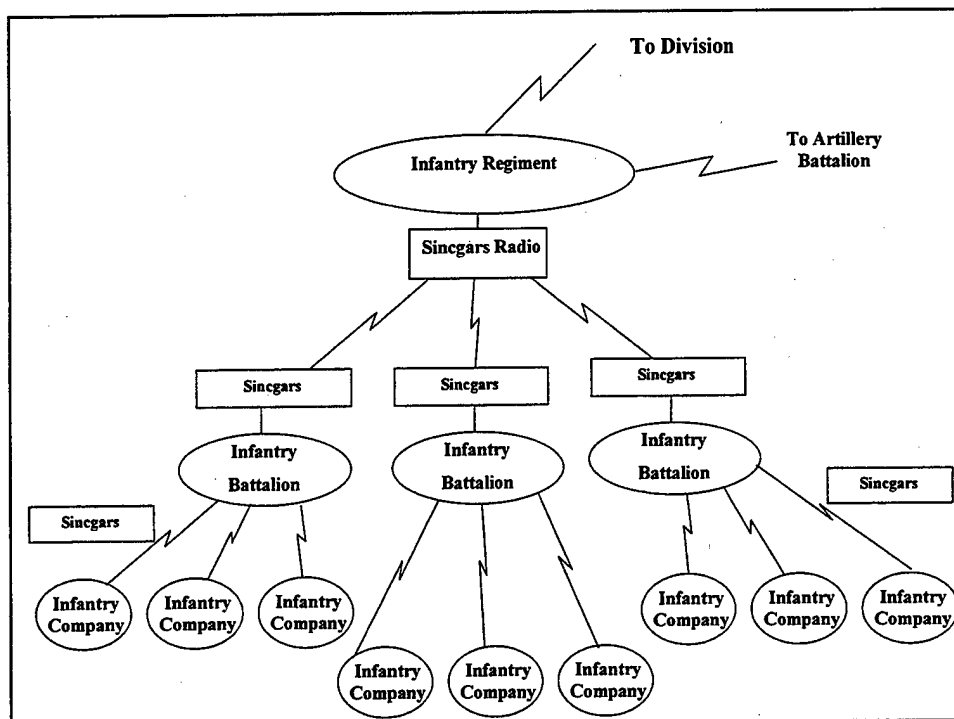 To Division
To Artillery
Battalion
Infantry Regiment
Sincgars Radio
Sincgars
Sincgars
Sincgars
Infantry
Battalion
Infantry
Battalion
Infantry
Battalion
Sincgars
Sincgars
Infantry
Company
Infantry
Company
Infantry
Company
Infantry
Company
Infantry
Company
Infantry
Company
Infantry
Company
Infantry
Company
Infantry
Company